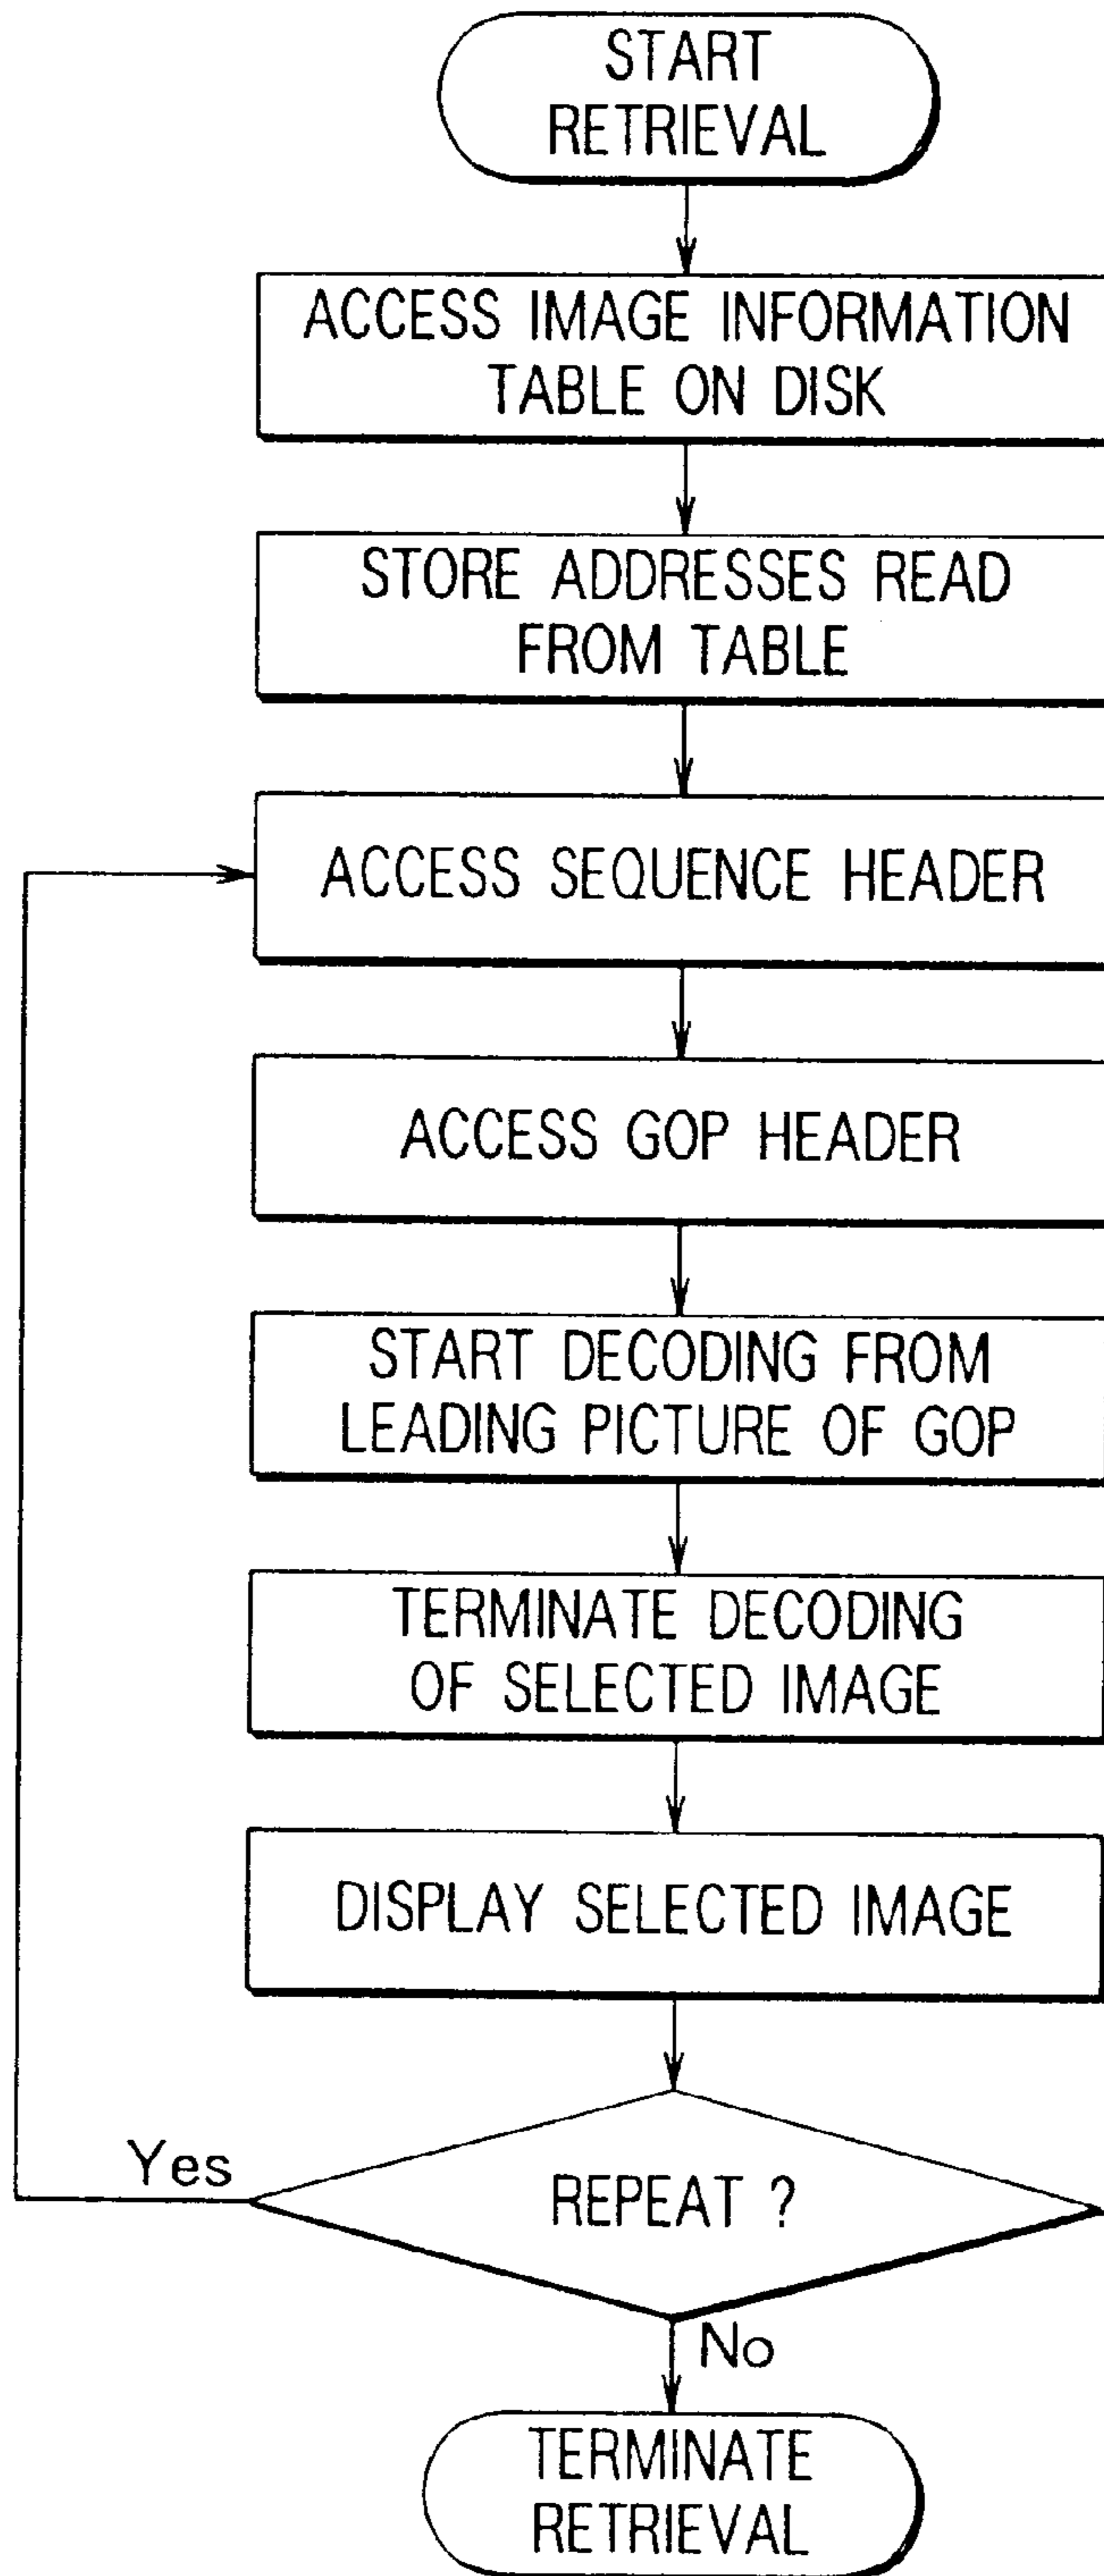 START
RETRIEVAL
ACCESS IMAGE INFORMATION
TABLE ON DISK
STORE ADDRESSES READ
FROM TABLE
ACCESS SEQUENCE HEADER
ACCESS GOP HEADER
START DECODING FROM
LEADING PICTURE OF GOP
TERMINATE DECODING
OF SELECTED IMAGE
DISPLAY SELECTED IMAGE
Yes
REPEAT ?
No
TERMINATE
RETRIEVAL